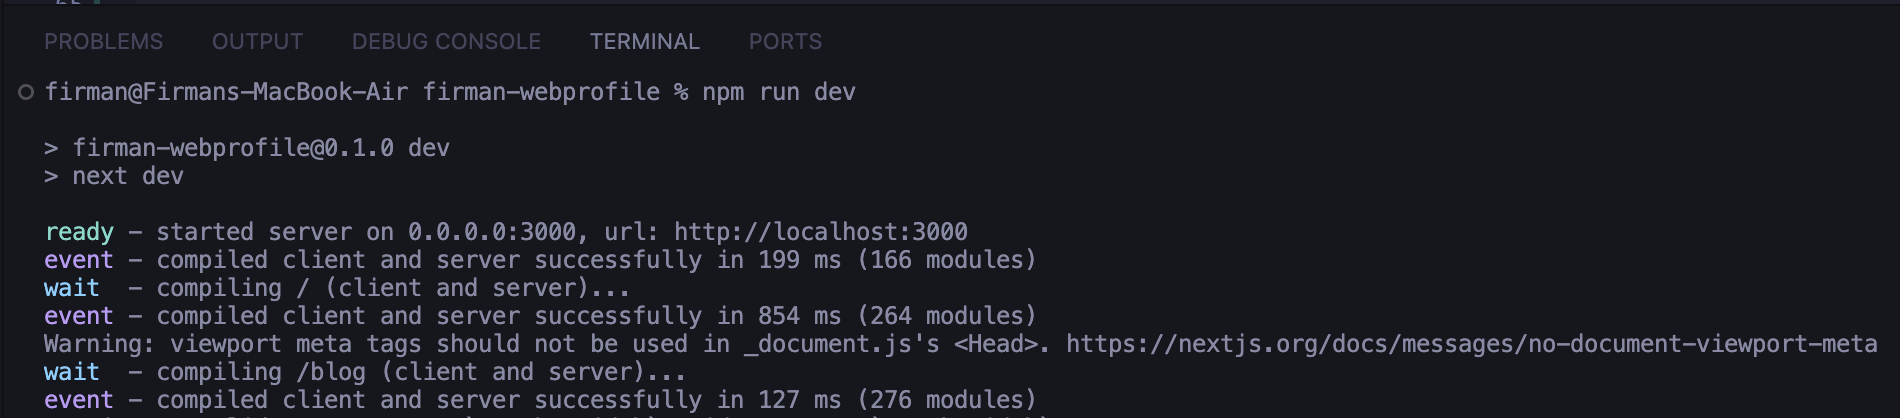 PROBLEMS OUTPUT DEBUG CONSOLE TERMINAL PORTS
firman@Firmans-MacBook-Air firman-webprofile % npm run dev
> firman-webprofile@0.1.0 dev
> next dev
ready - started server on 0.0.0.0:3000, url: http://localhost:3000
event - compiled client and server successfully in 199 ms (166 modules)
wait  - compiling / (client and server)...
event - compiled client and server successfully in 854 ms (264 modules)
Warning: viewport meta tags should not be used in _document.js's <Head>. https://nextjs.org/docs/messages/no-document-viewport-meta
wait  - compiling /blog (client and server)...
event - compiled client and server successfully in 127 ms (276 modules)